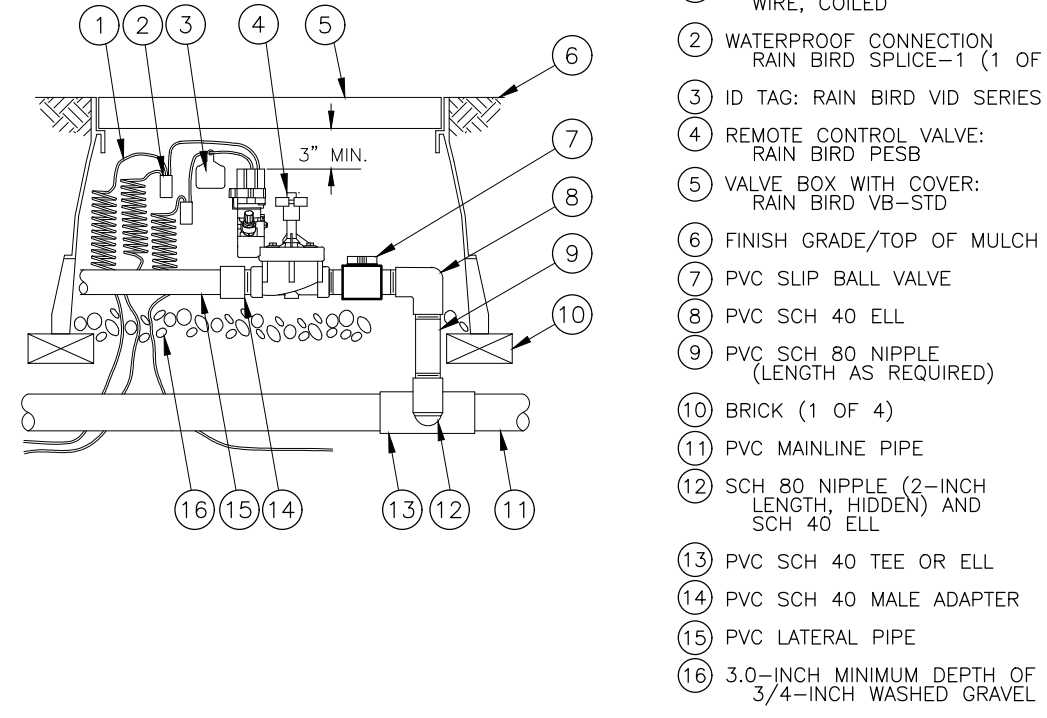 1 2 3 4 5
6
7
8
9
10
3" MIN.
16 15 14 13 12 11
WIRE, COILED
2 WATERPROOF CONNECTION
RAIN BIRD SPLICE-1 (1 OF
3 ID TAG: RAIN BIRD VID SERIES
4 REMOTE CONTROL VALVE:
RAIN BIRD PESB
5 VALVE BOX WITH COVER:
RAIN BIRD VB-STD
6 FINISH GRADE/TOP OF MULCH
7 PVC SLIP BALL VALVE
8 PVC SCH 40 ELL
9 PVC SCH 80 NIPPLE
(LENGTH AS REQUIRED)
10 BRICK (1 OF 4)
11 PVC MAINLINE PIPE
12 SCH 80 NIPPLE (2-INCH
LENGTH, HIDDEN) AND
SCH 40 ELL
13 PVC SCH 40 TEE OR ELL
14 PVC SCH 40 MALE ADAPTER
15 PVC LATERAL PIPE
16 3.0-INCH MINIMUM DEPTH OF
3/4-INCH WASHED GRAVEL